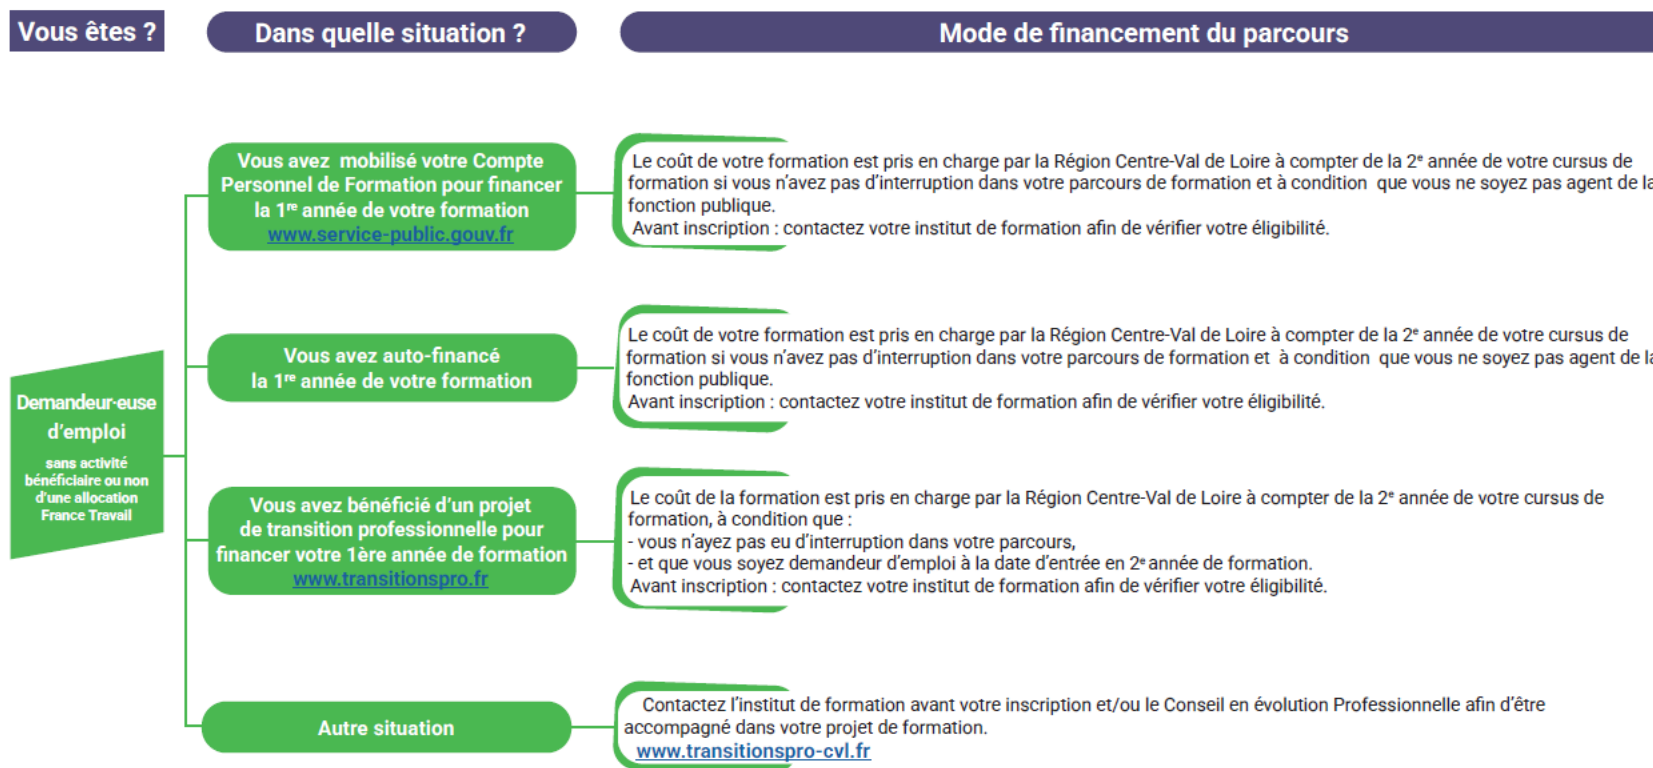 Vous êtes ?
Dans quelle situation ?
Mode de financement du parcours
Demandeur·euse
d’emploi
sans activité
bénéficiaire ou non
d’une allocation
France Travail
Vous avez mobilisé votre Compte
Personnel de Formation pour financer
la 1re année de votre formation
www.service-public.gouv.fr
Le coût de votre formation est pris en charge par la Région Centre-Val de Loire à compter de la 2e année de votre cursus de
formation si vous n’avez pas d’interruption dans votre parcours de formation et à condition que vous ne soyez pas agent de la
fonction publique.
Avant inscription : contactez votre institut de formation afin de vérifier votre éligibilité.
Vous avez auto-financé
la 1re année de votre formation
Le coût de votre formation est pris en charge par la Région Centre-Val de Loire à compter de la 2e année de votre cursus de
formation si vous n’avez pas d’interruption dans votre parcours de formation et à condition que vous ne soyez pas agent de la
fonction publique.
Avant inscription : contactez votre institut de formation afin de vérifier votre éligibilité.
Vous avez bénéficié d’un projet
de transition professionnelle pour
financer votre 1ère année de formation
www.transitionspro.fr
Le coût de la formation est pris en charge par la Région Centre-Val de Loire à compter de la 2e année de votre cursus de
formation, à condition que :
- vous n’ayez pas eu d’interruption dans votre parcours,
- et que vous soyez demandeur d’emploi à la date d’entrée en 2e année de formation.
Avant inscription : contactez votre institut de formation afin de vérifier votre éligibilité.
Autre situation
Contactez l’institut de formation avant votre inscription et/ou le Conseil en évolution Professionnelle afin d’être
accompagné dans votre projet de formation.
www.transitionspro-cvl.fr